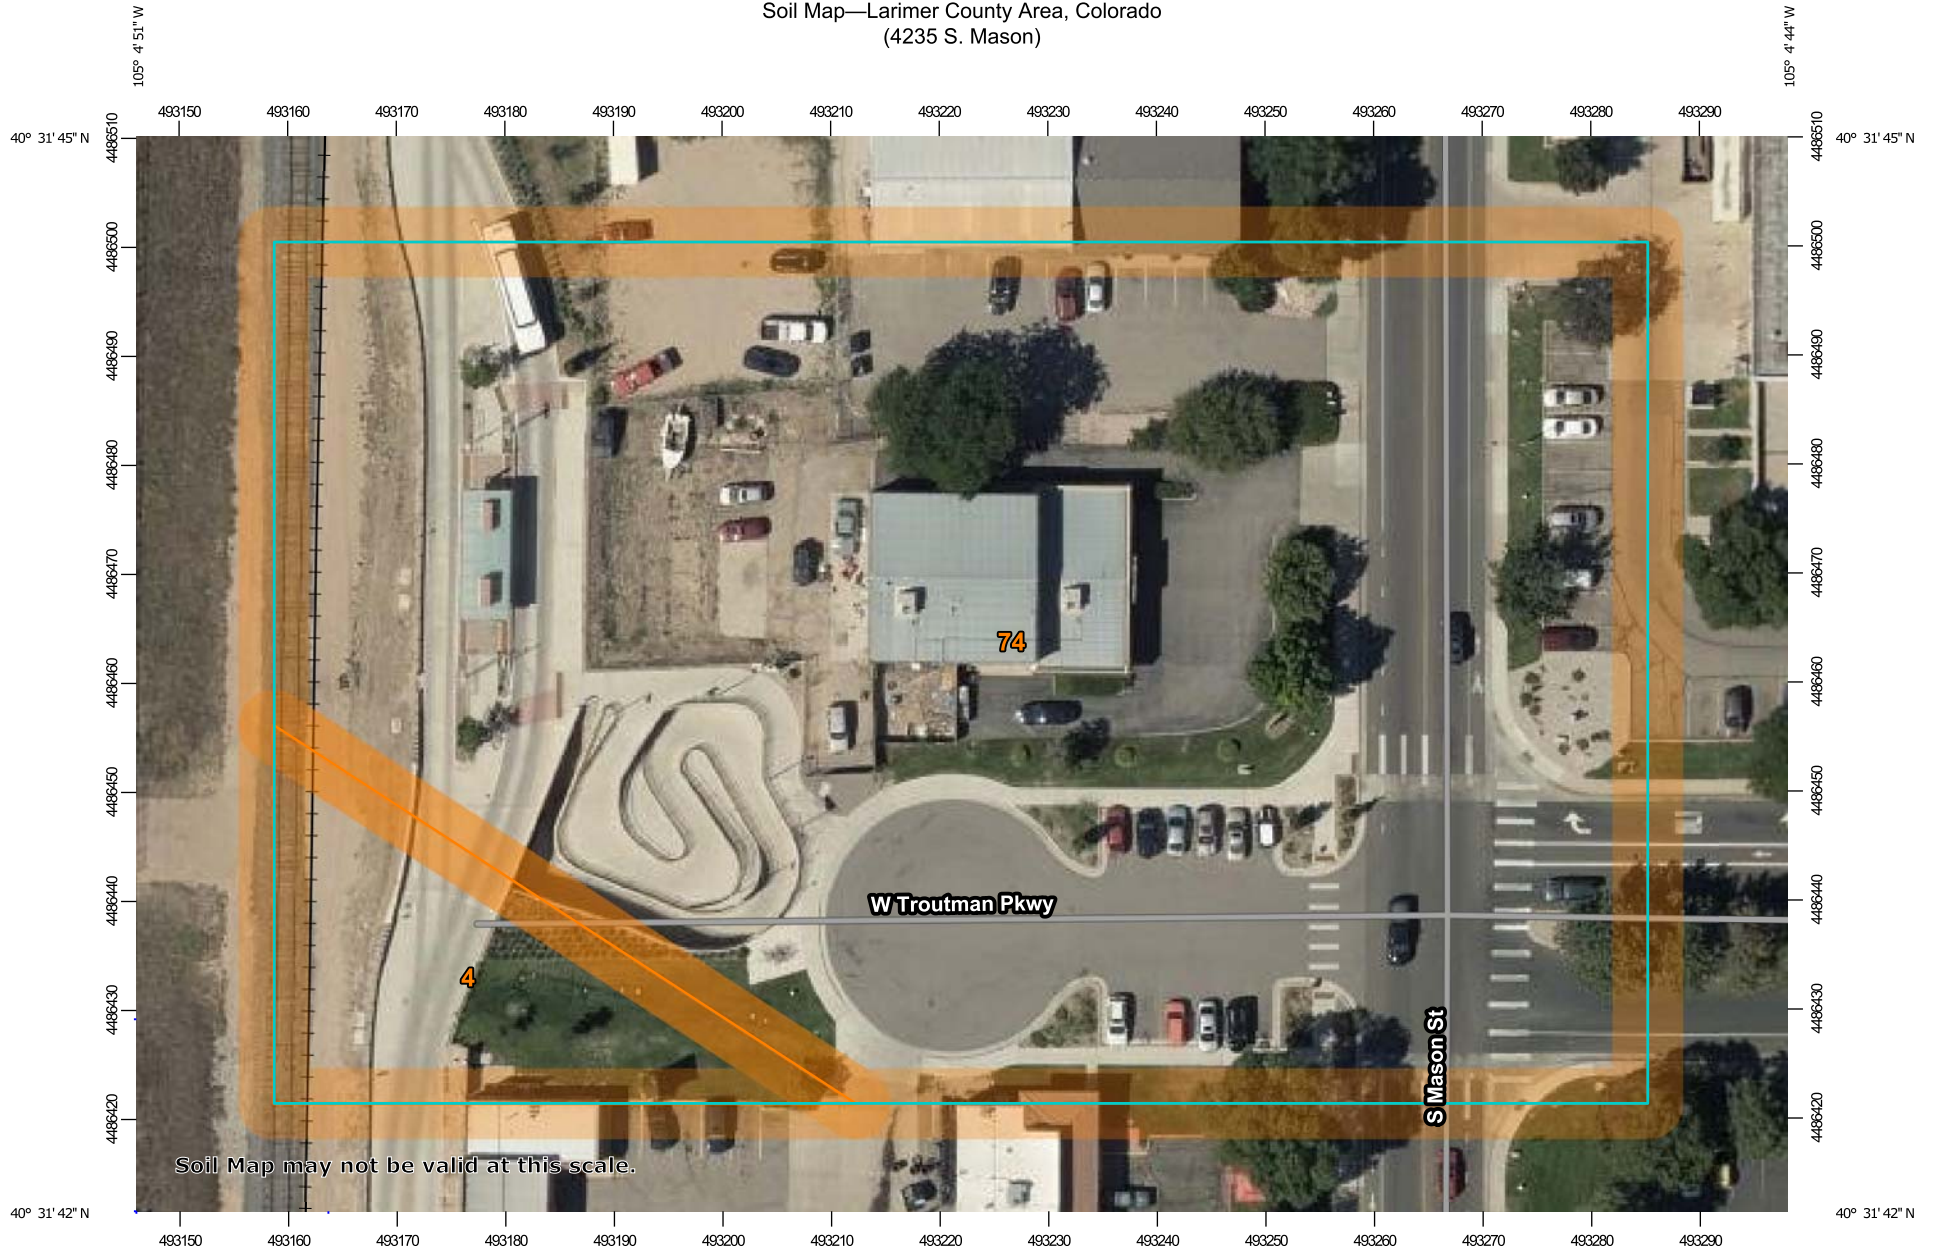 Soil Map—Larimer County Area, Colorado
(4235 S. Mason)
105° 4' 51" W
105° 4' 44" W
493150 493160 493170 493180 493190 493200 493210 493220 493230 493240 493250 493260 493270 493280 493290
40° 31' 45" N
40° 31' 45" N
4486510
4486500
4486490
4486480
4486470
4486460
4486450
4486440
4486430
4486420
4486510
4486500
4486490
4486480
4486470
4486460
4486450
4486440
4486430
4486420
74
W Troutman Pkwy
4
S Mason St
Soil Map may not be valid at this scale.
40° 31' 42" N
40° 31' 42" N
493150 493160 493170 493180 493190 493200 493210 493220 493230 493240 493250 493260 493270 493280 493290